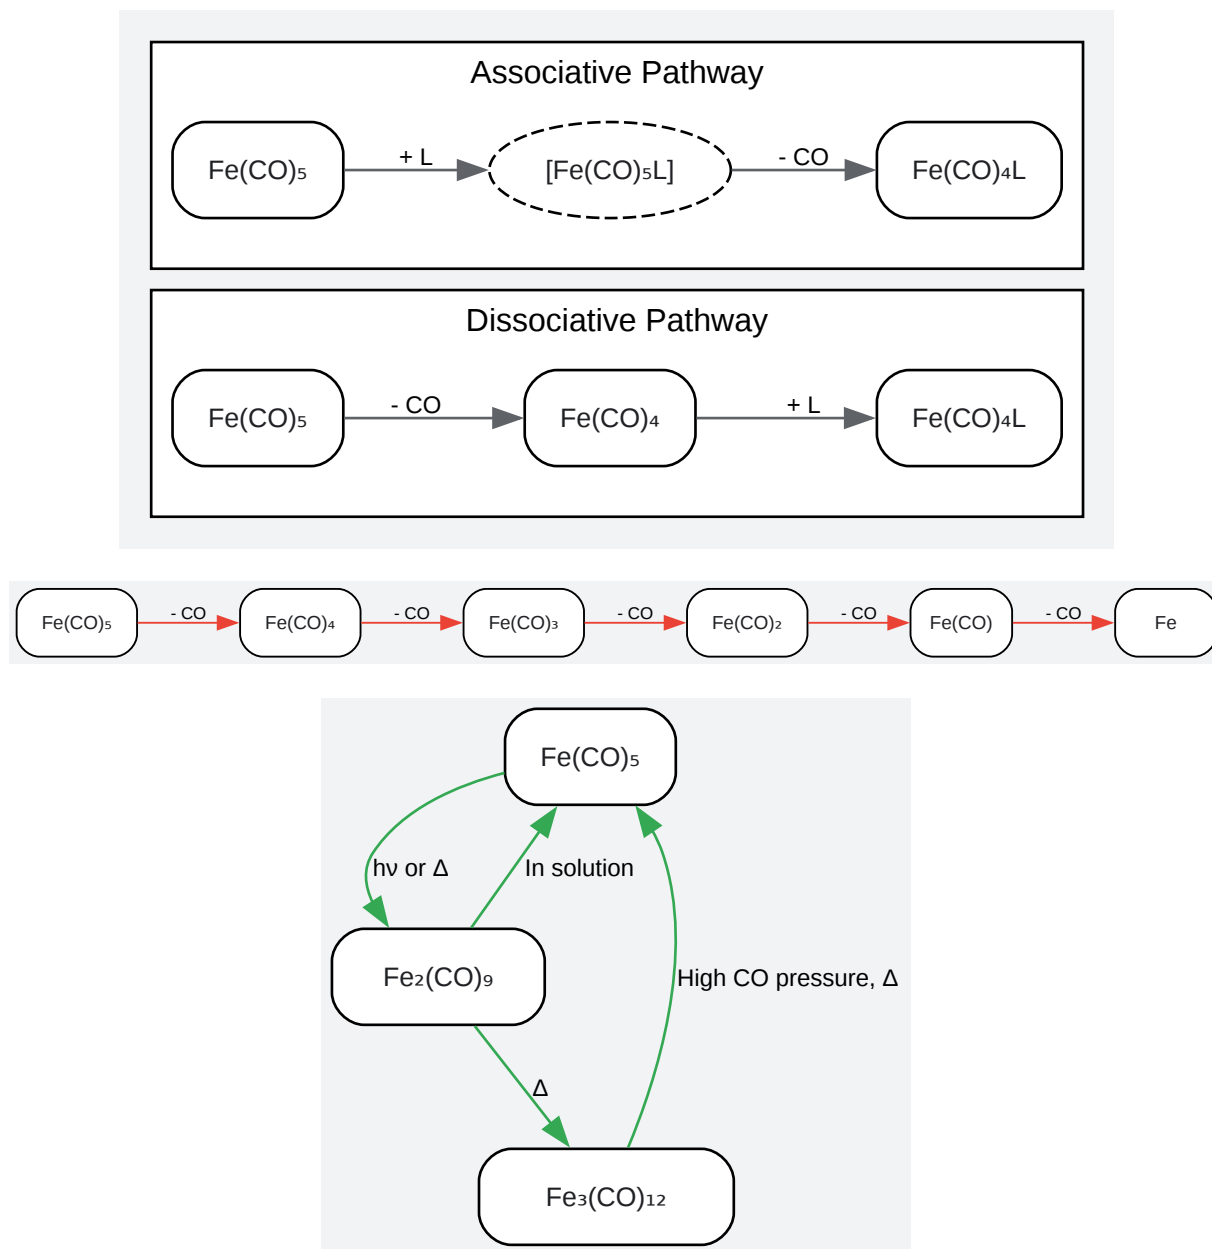 Associative Pathway
Fe(CO)₅
+ L
[Fe(CO)₅L]
- CO
Fe(CO)₄L
Dissociative Pathway
Fe(CO)₅
- CO
Fe(CO)₄
+ L
Fe(CO)₄L
Fe(CO)₅
- CO
Fe(CO)₄
- CO
Fe(CO)₃
- CO
Fe(CO)₂
- CO
Fe(CO)
- CO
Fe
Fe(CO)₅
hν or Δ
In solution
Fe₂(CO)₉
High CO pressure, Δ
Δ
Fe₃(CO)₁₂